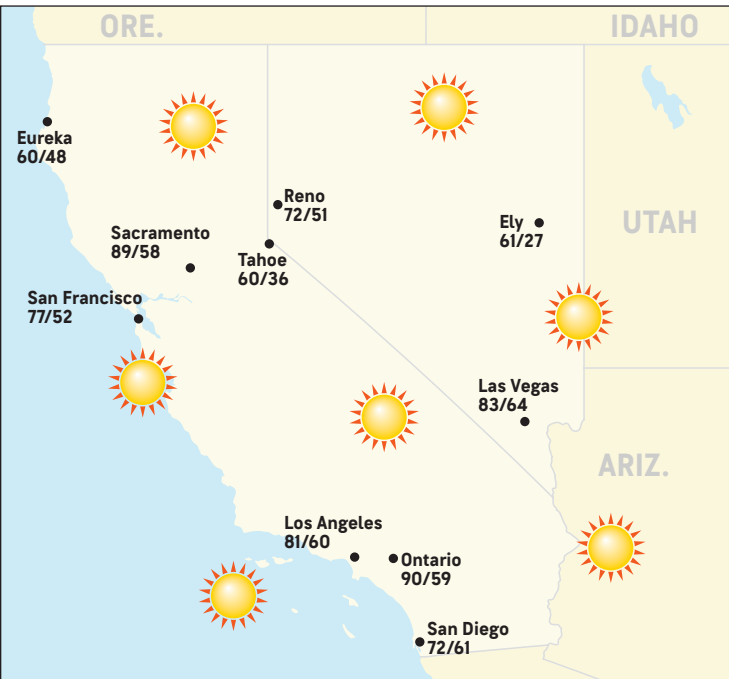 ORE.
IDAHO
Eureka
60/48
Reno
72/51
Ely
61/27
UTAH
Sacramento
89/58
Tahoe
60/36
San Francisco
77/52
Las Vegas
83/64
ARIZ.
Los Angeles
81/60
Ontario
90/59
San Diego
72/61